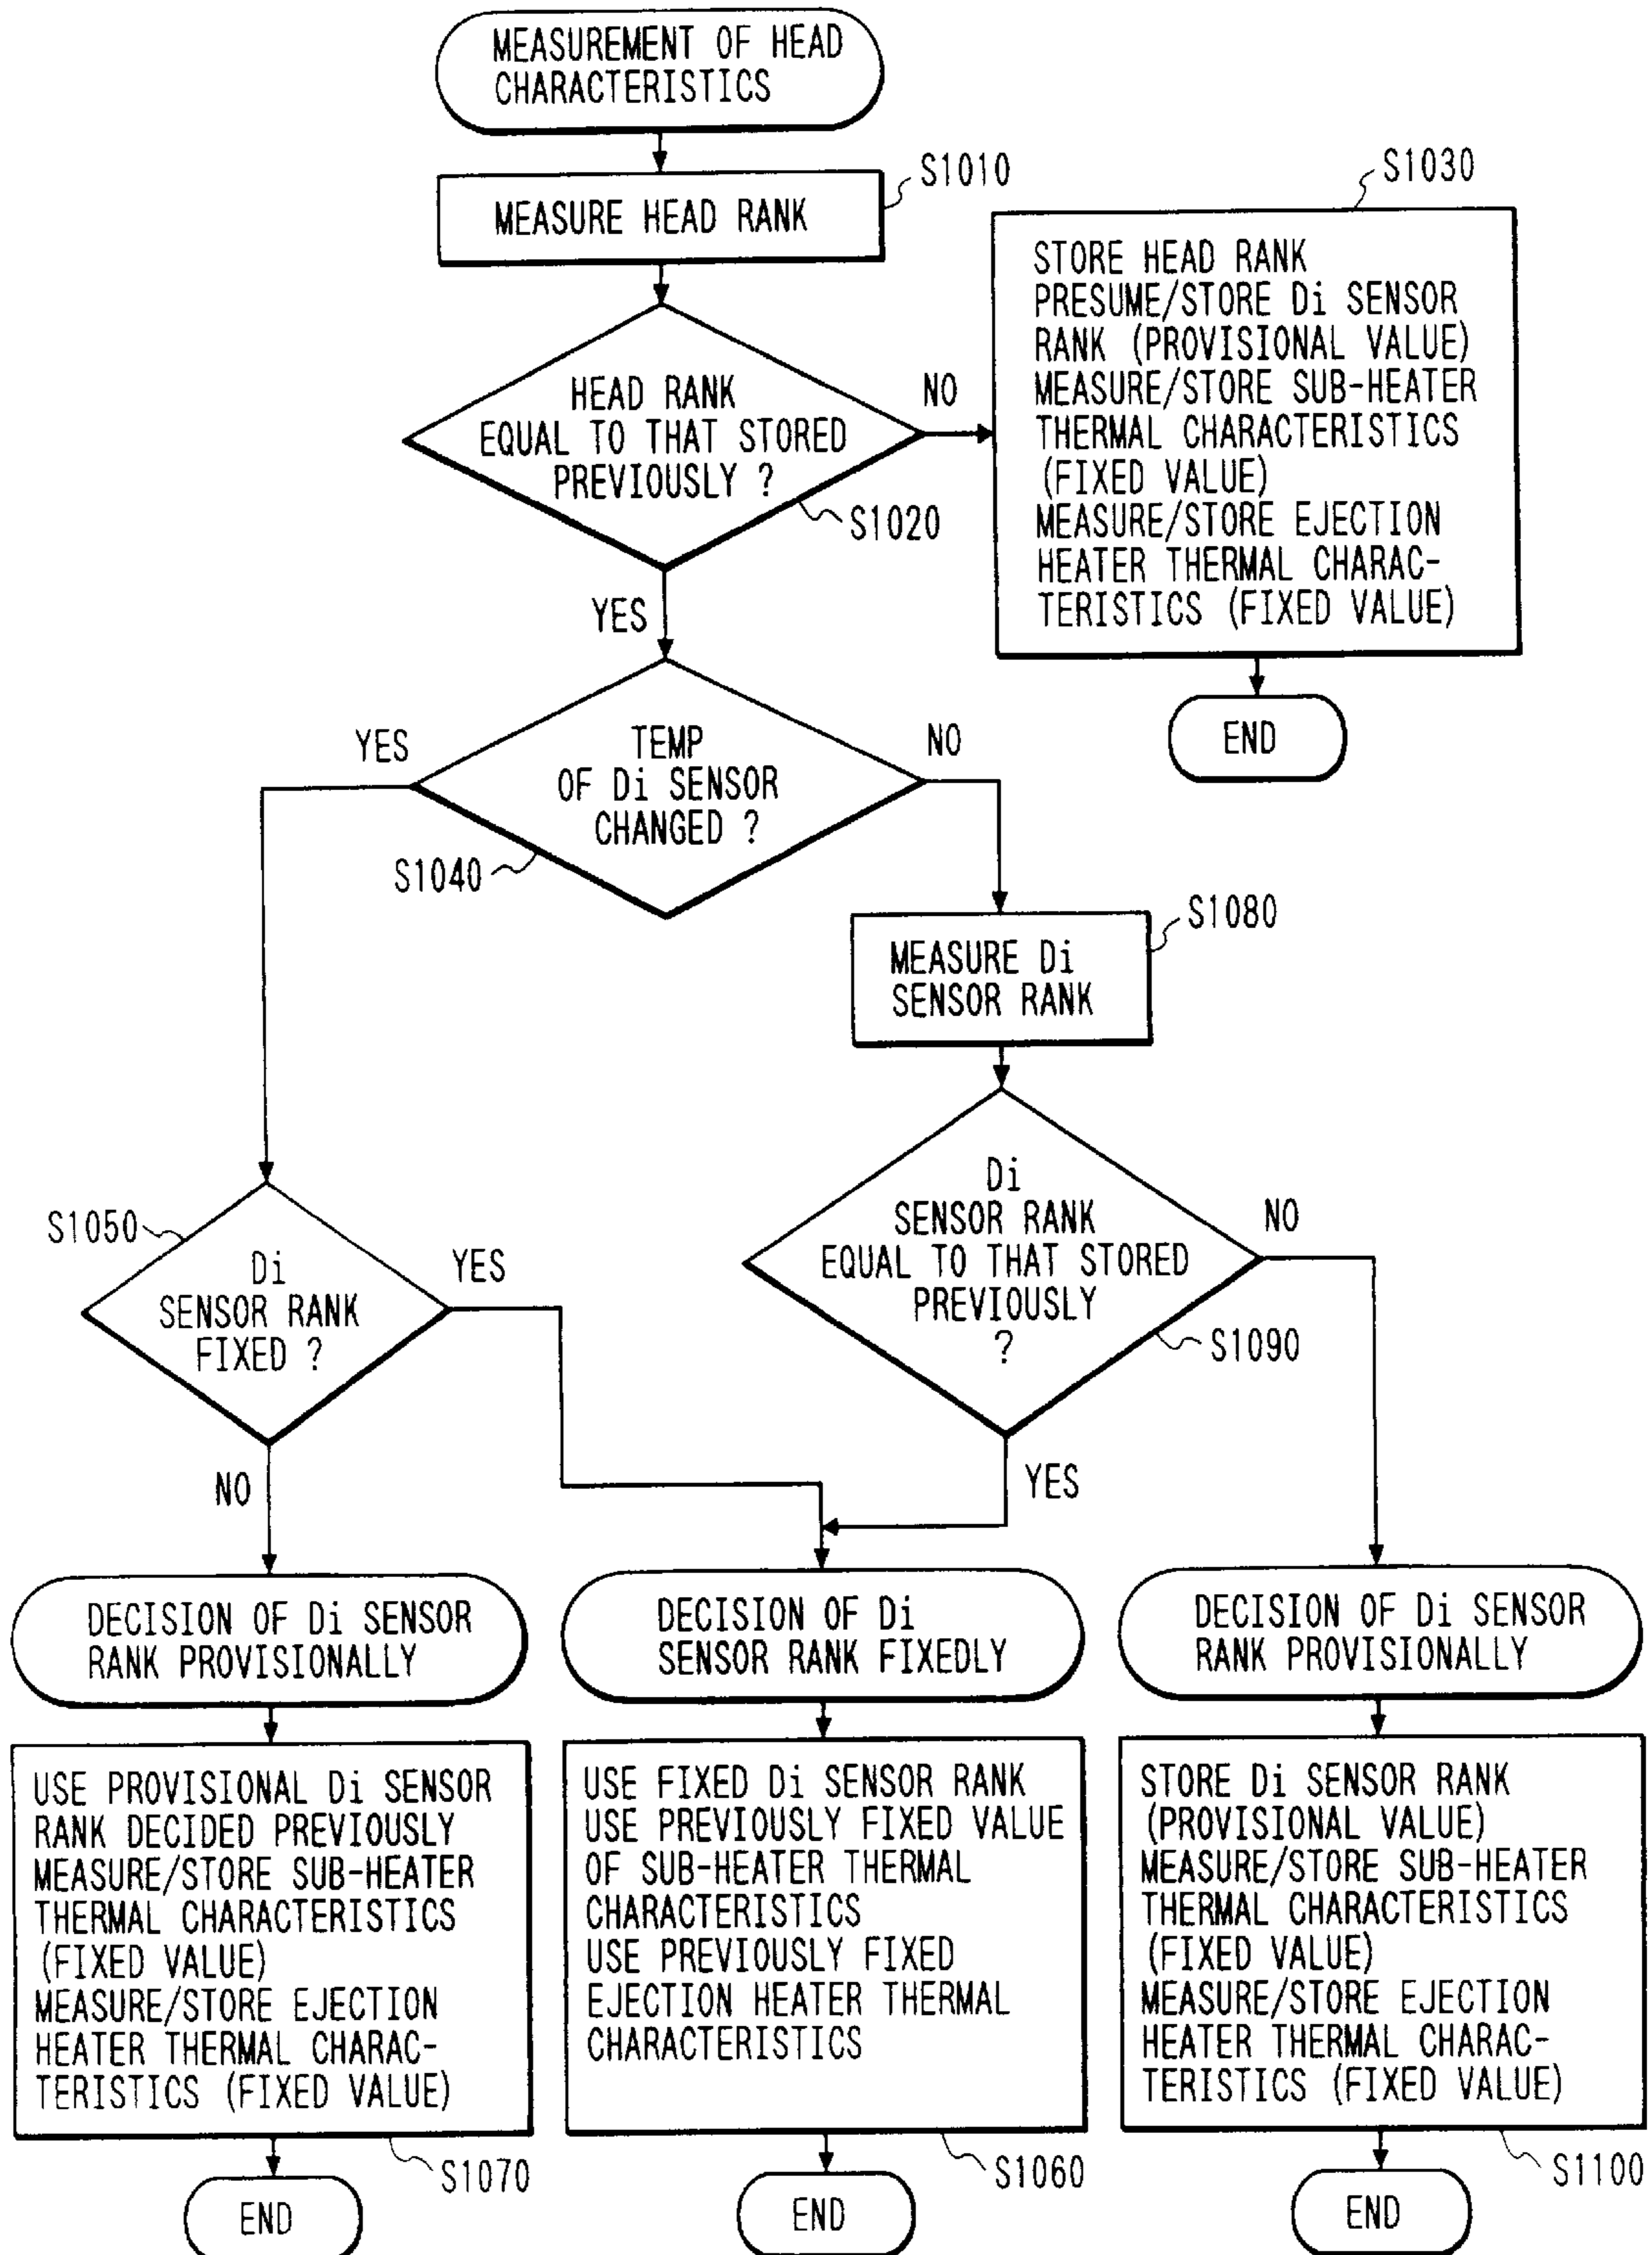 MEASUREMENT OF HEAD
CHARACTERISTICS
S1010
MEASURE HEAD RANK
S1030
STORE HEAD RANK
PRESUME/STORE Di SENSOR
RANK (PROVISIONAL VALUE)
MEASURE/STORE SUB-HEATER
THERMAL CHARACTERISTICS
(FIXED VALUE)
MEASURE/STORE EJECTION
HEATER THERMAL CHARAC-
TERISTICS (FIXED VALUE)
END
HEAD RANK
EQUAL TO THAT STORED
PREVIOUSLY ?
NO
S1020
YES
TEMP
OF Di SENSOR
CHANGED ?
YES
NO
S1040
S1080
MEASURE Di
SENSOR RANK
S1050
Di
SENSOR RANK
FIXED ?
YES
NO
Di
SENSOR RANK
EQUAL TO THAT STORED
PREVIOUSLY
?
NO
S1090
YES
DECISION OF Di SENSOR
RANK PROVISIONALLY
DECISION OF Di
SENSOR RANK FIXEDLY
DECISION OF Di SENSOR
RANK PROVISIONALLY
USE PROVISIONAL Di SENSOR
RANK DECIDED PREVIOUSLY
MEASURE/STORE SUB-HEATER
THERMAL CHARACTERISTICS
(FIXED VALUE)
MEASURE/STORE EJECTION
HEATER THERMAL CHARAC-
TERISTICS (FIXED VALUE)
S1070
END
USE FIXED Di SENSOR RANK
USE PREVIOUSLY FIXED VALUE
OF SUB-HEATER THERMAL
CHARACTERISTICS
USE PREVIOUSLY FIXED
EJECTION HEATER THERMAL
CHARACTERISTICS
S1060
END
STORE Di SENSOR RANK
(PROVISIONAL VALUE)
MEASURE/STORE SUB-HEATER
THERMAL CHARACTERISTICS
(FIXED VALUE)
MEASURE/STORE EJECTION
HEATER THERMAL CHARAC-
TERISTICS (FIXED VALUE)
S1100
END